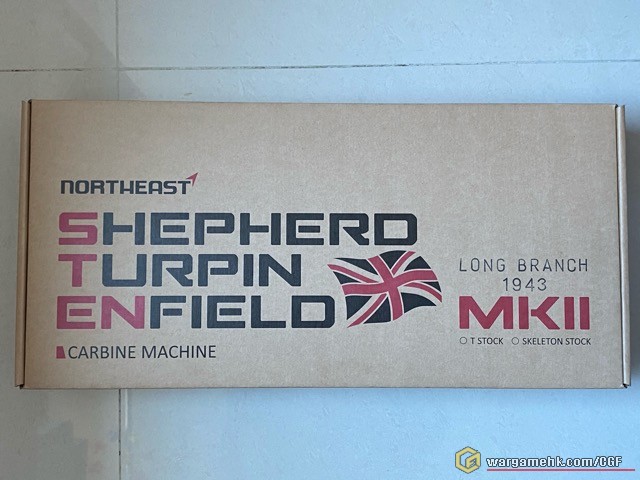 NORTHEAST
SHEPHERD
TURPIN
ENFIELD
CARBINE MACHINE
LONG BRANCH
1943
MKII
T STOCK SKELETON STOCK
wargamehk.com/CGF